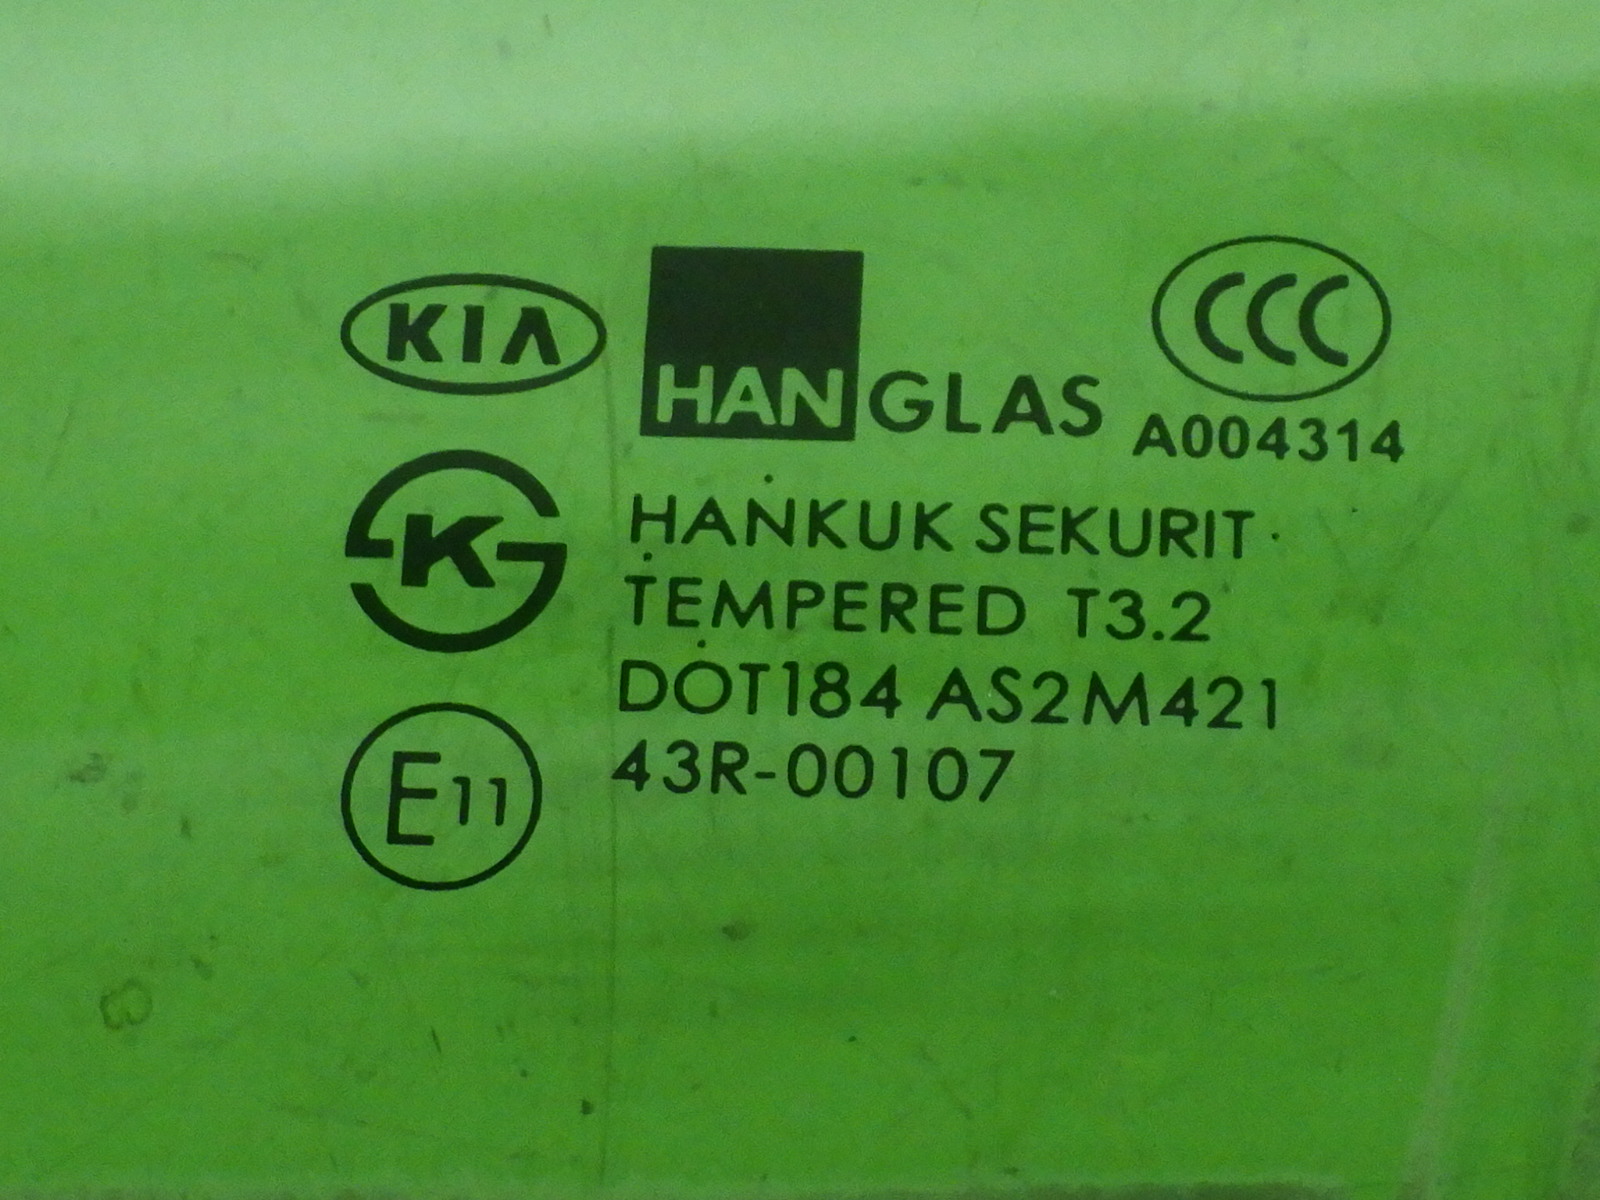 KIA
HANGLAS
CCC
A004314
K
HANKUK SEKURIT
TEMPERED T3.2
DOT184 AS2M421
E11
43R-00107